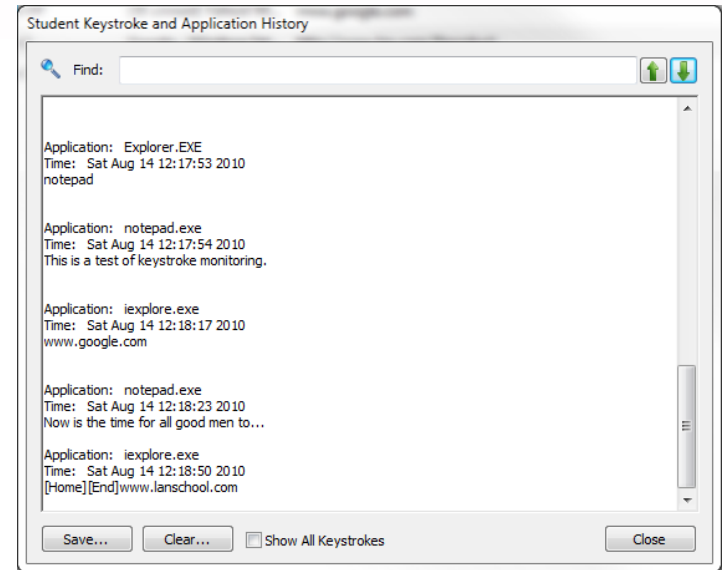 Student Keystroke and Application History
Find:
Application: Explorer.EXE
Time: Sat Aug 14 12:17:53 2010
notepad
Application: notepad.exe
Time: Sat Aug 14 12:17:54 2010
This is a test of keystroke monitoring.
Application: iexplore.exe
Time: Sat Aug 14 12:18:17 2010
www.google.com
Application: notepad.exe
Time: Sat Aug 14 12:18:23 2010
Now is the time for all good men to...
Application: iexplore.exe
Time: Sat Aug 14 12:18:50 2010
[Home][End]www.lanschool.com
Save... Clear... Show All Keystrokes Close